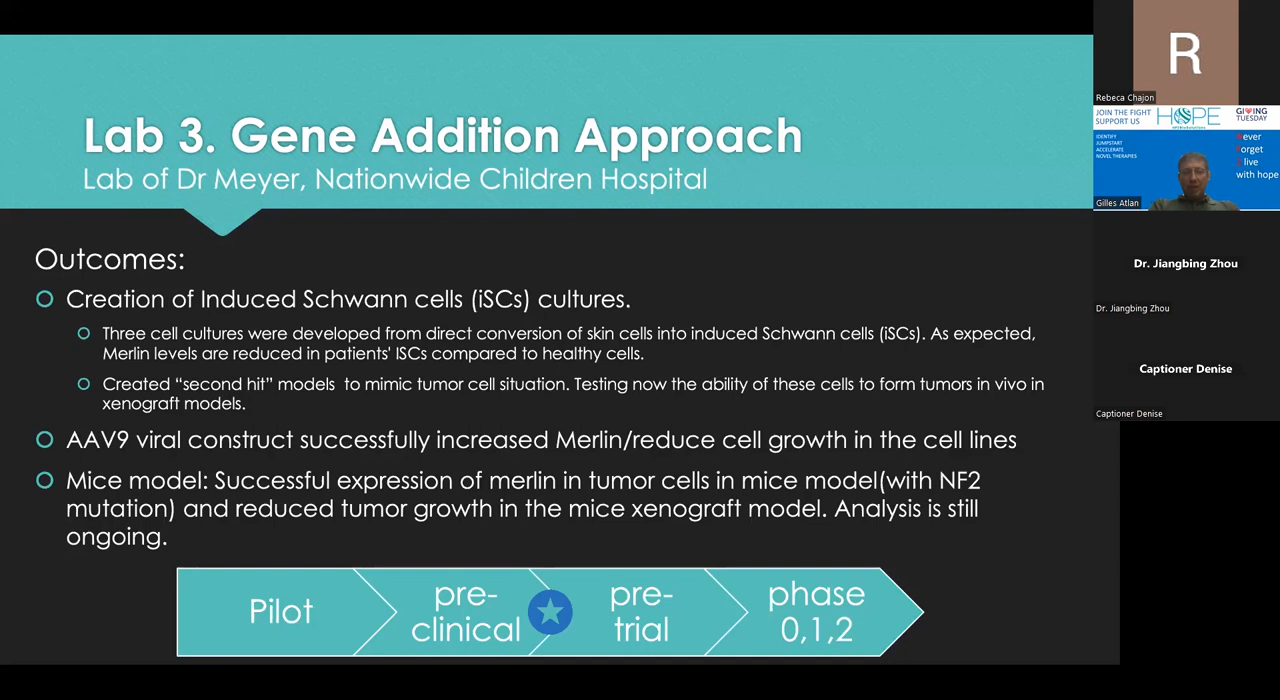 Lab 3. Gene Addition Approach
Lab of Dr Meyer, Nationwide Children Hospital
Outcomes:
Creation of Induced Schwann cells (iSCs) cultures.
Three cell cultures were developed from direct conversion of skin cells into induced Schwann cells (iSCs). As expected,
Merlin levels are reduced in patients' ISCs compared to healthy cells.
Created “second hit” models to mimic tumor cell situation. Testing now the ability of these cells to form tumors in vivo in
xenograft models.
AAV9 viral construct successfully increased Merlin/reduce cell growth in the cell lines
Mice model: Successful expression of merlin in tumor cells in mice model(with NF2
mutation) and reduced tumor growth in the mice xenograft model. Analysis is still
ongoing.
Pilot
pre-
clinical
pre-
trial
phase
0,1,2
R
Rebeca Chajon
JOIN THE FIGHT
SUPPORT US
HOPE
GIVING
TUESDAY
IDENTIFY
JUMPSTART
ACCELERATE
NOVEL THERAPIES
ever
orget
live
with hope
Gilles Atlan
Dr. Jiangbing Zhou
Dr. Jiangbing Zhou
Captioner Denise
Captioner Denise